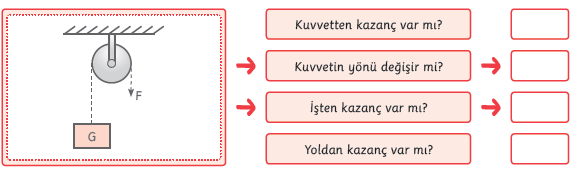 Kuvvetten kazanç var mı?
Kuvvetin yönü değişir mi?
F
İşten kazanç var mı?
G
Yoldan kazanç var mı?